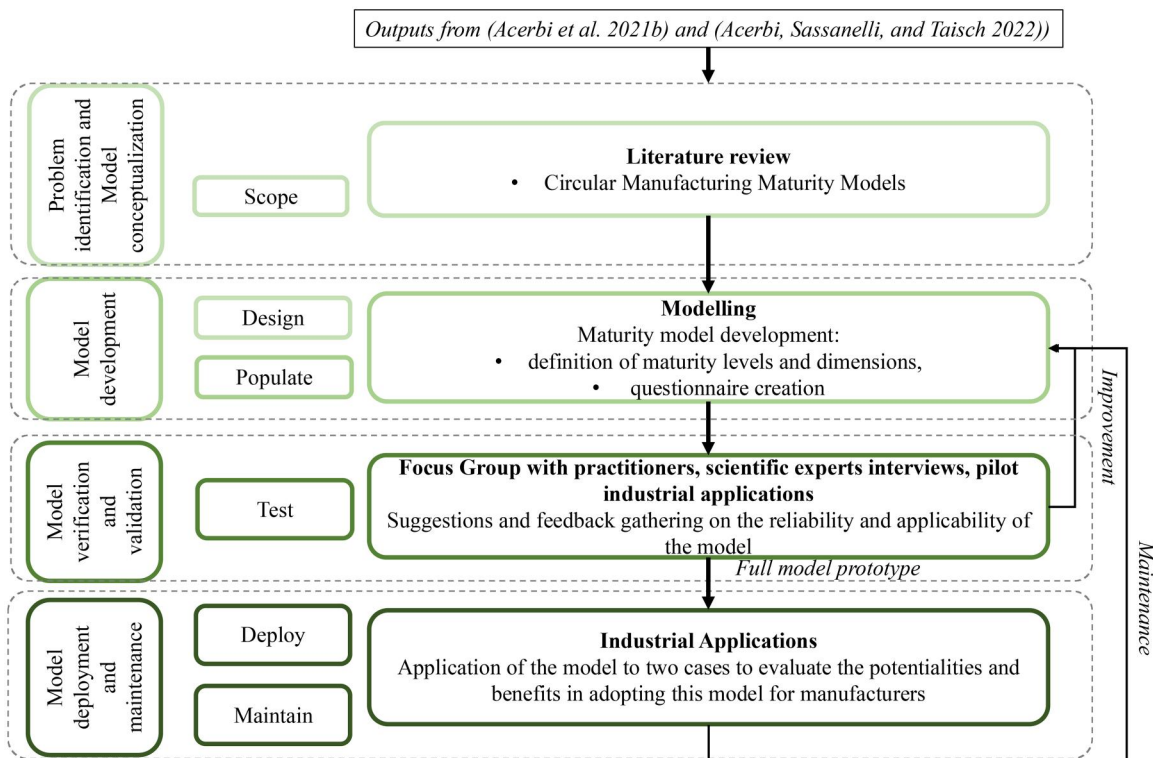 Outputs from (Acerbi et al. 2021b) and (Acerbi, Sassanelli, and Taisch 2022))
Problem
identification and
Model
conceptualization
Scope
Literature review
• Circular Manufacturing Maturity Models
Model
development
Design
Populate
Modelling
Maturity model development:
• definition of maturity levels and dimensions,
• questionnaire creation
Improvement
Model
verification
and
validation
Test
Focus Group with practitioners, scientific experts interviews, pilot
industrial applications
Suggestions and feedback gathering on the reliability and applicability of
the model
Full model prototype
Maintenance
Model
deployment
and
maintenance
Deploy
Maintain
Industrial Applications
Application of the model to two cases to evaluate the potentialities and
benefits in adopting this model for manufacturers